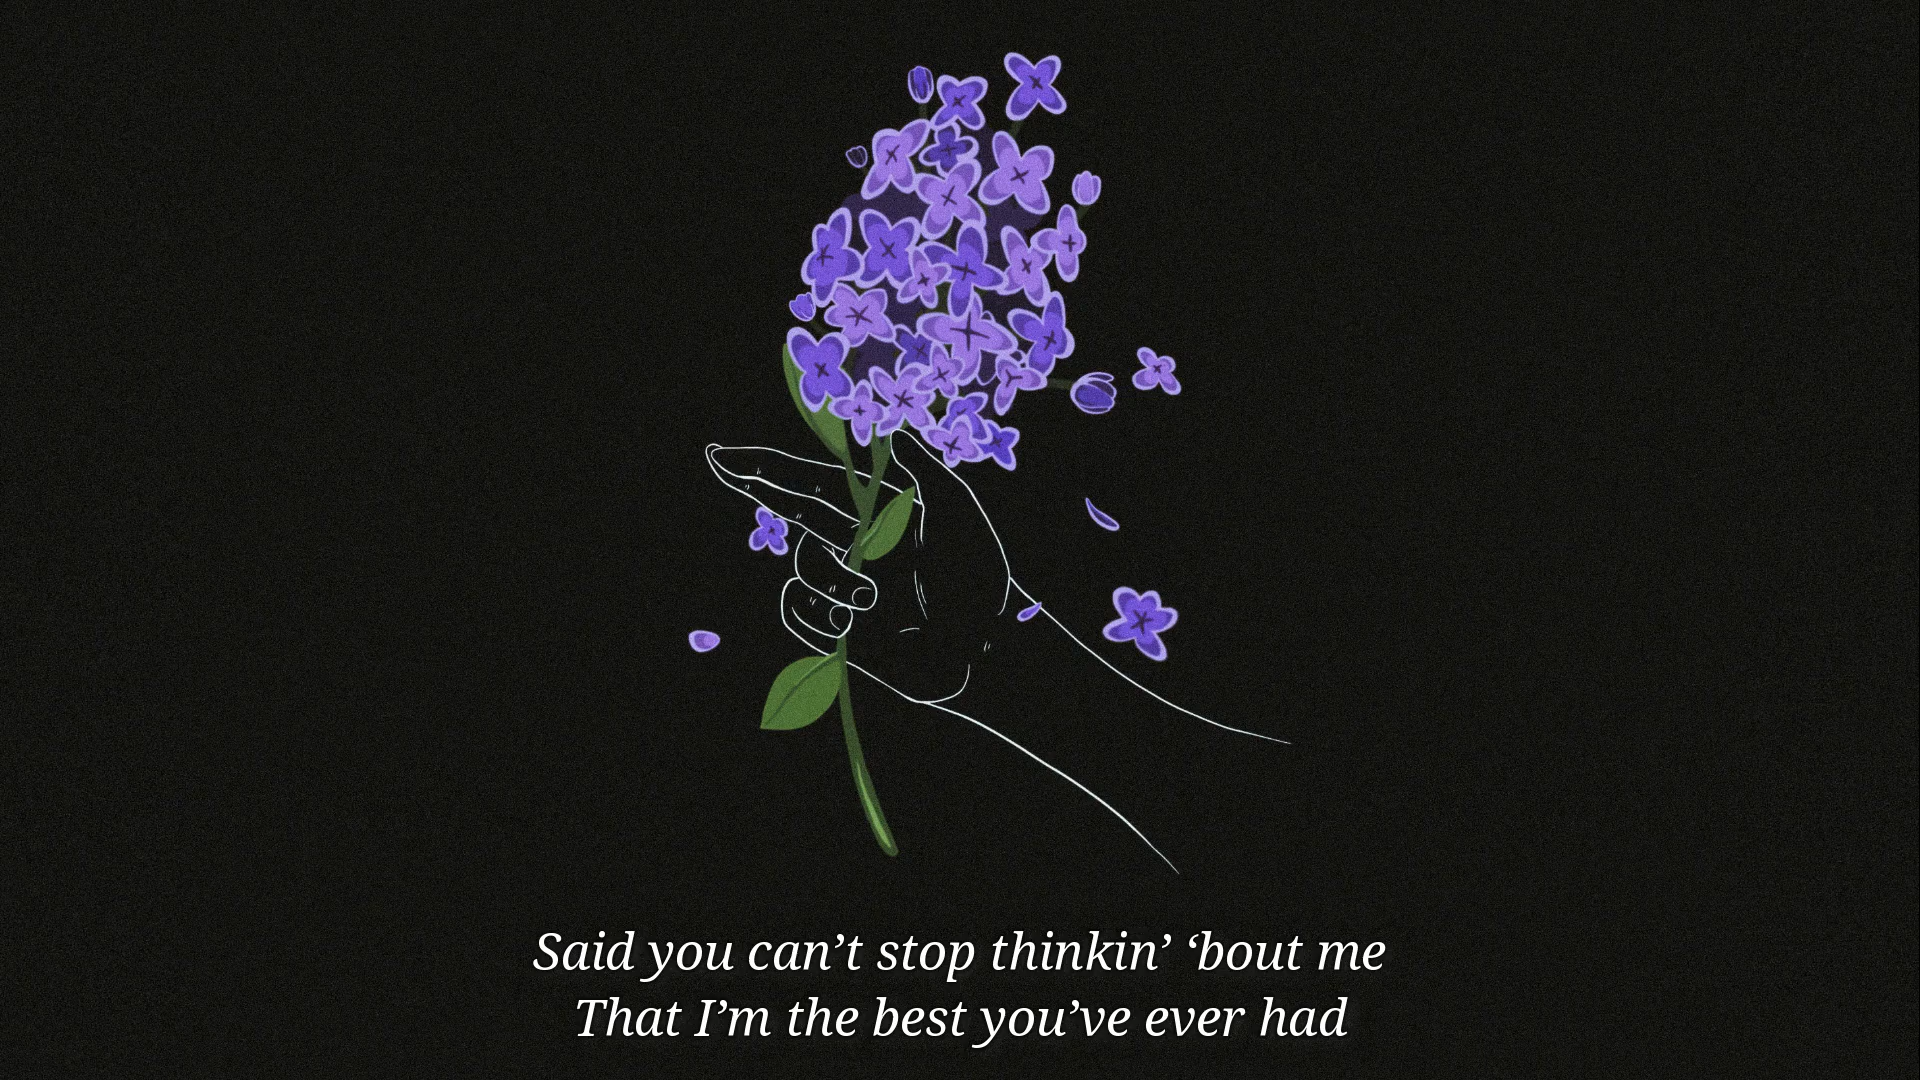 Said you can’t stop thinkin’ ‘bout me
That I’m the best you’ve ever had